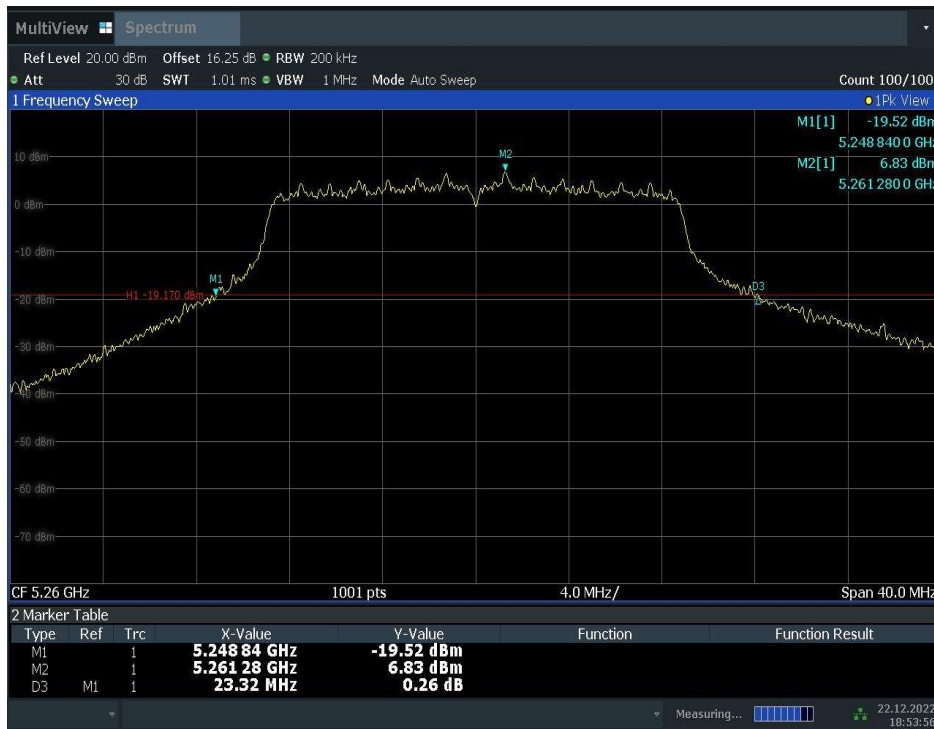 MultiView Spectrum
Ref Level 20.00 dBm Offset 16.25 dB RBW 200 kHz
Att 30 dB SWT 1.01 ms VBW 1 MHz Mode Auto Sweep Count 100/100
1 Frequency Sweep 1Pk View
M1[1] -19.52 dBm
5.248 840 0 GHz
M2[1] 6.83 dBm
5.261 280 0 GHz
10 dBm
M2
0 dBm
-10 dBm
M1
H1 -19.170 dBm
D3
-20 dBm
-30 dBm
-40 dBm
-50 dBm
-60 dBm
-70 dBm
CF 5.26 GHz 1001 pts 4.0 MHz/ Span 40.0 MHz
2 Marker Table
Type Ref Trc X-Value Y-Value Function Function Result
M1 1 5.248 84 GHz -19.52 dBm
M2 1 5.261 28 GHz 6.83 dBm
D3 M1 1 23.32 MHz 0.26 dB
Measuring... 22.12.2022
18:53:56